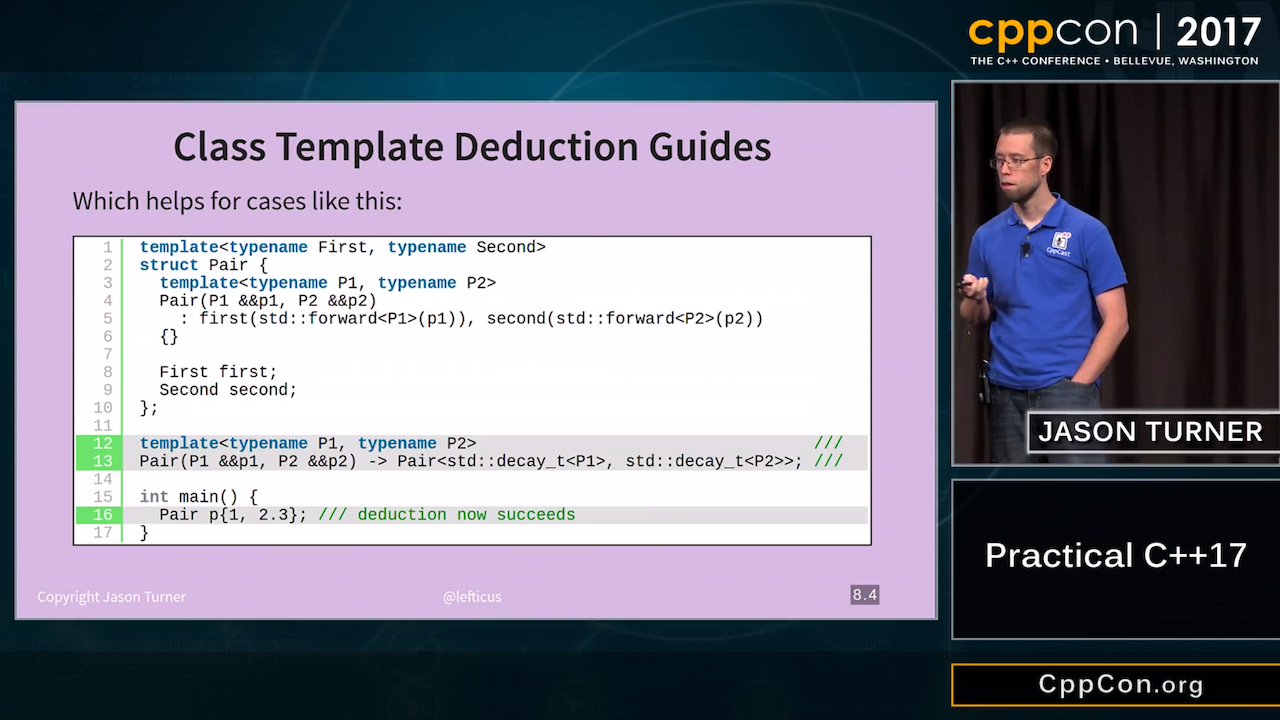 cppcon | 2017
THE C++ CONFERENCE • BELLEVUE, WASHINGTON
Class Template Deduction Guides
Which helps for cases like this:
1 template<typename First, typename Second>
2 struct Pair {
3   template<typename P1, typename P2>
4   Pair(P1 &&p1, P2 &&p2)
5     : first(std::forward<P1>(p1)), second(std::forward<P2>(p2))
6   {}
7
8   First first;
9   Second second;
10 };
11
12 template<typename P1, typename P2> ///
13 Pair(P1 &&p1, P2 &&p2) -> Pair<std::decay_t<P1>, std::decay_t<P2>>; ///
14
15 int main() {
16   Pair p{1, 2.3}; /// deduction now succeeds
17 }
Copyright Jason Turner
@lefticus
8.4
CppCast
JASON TURNER
Practical C++17
CppCon.org